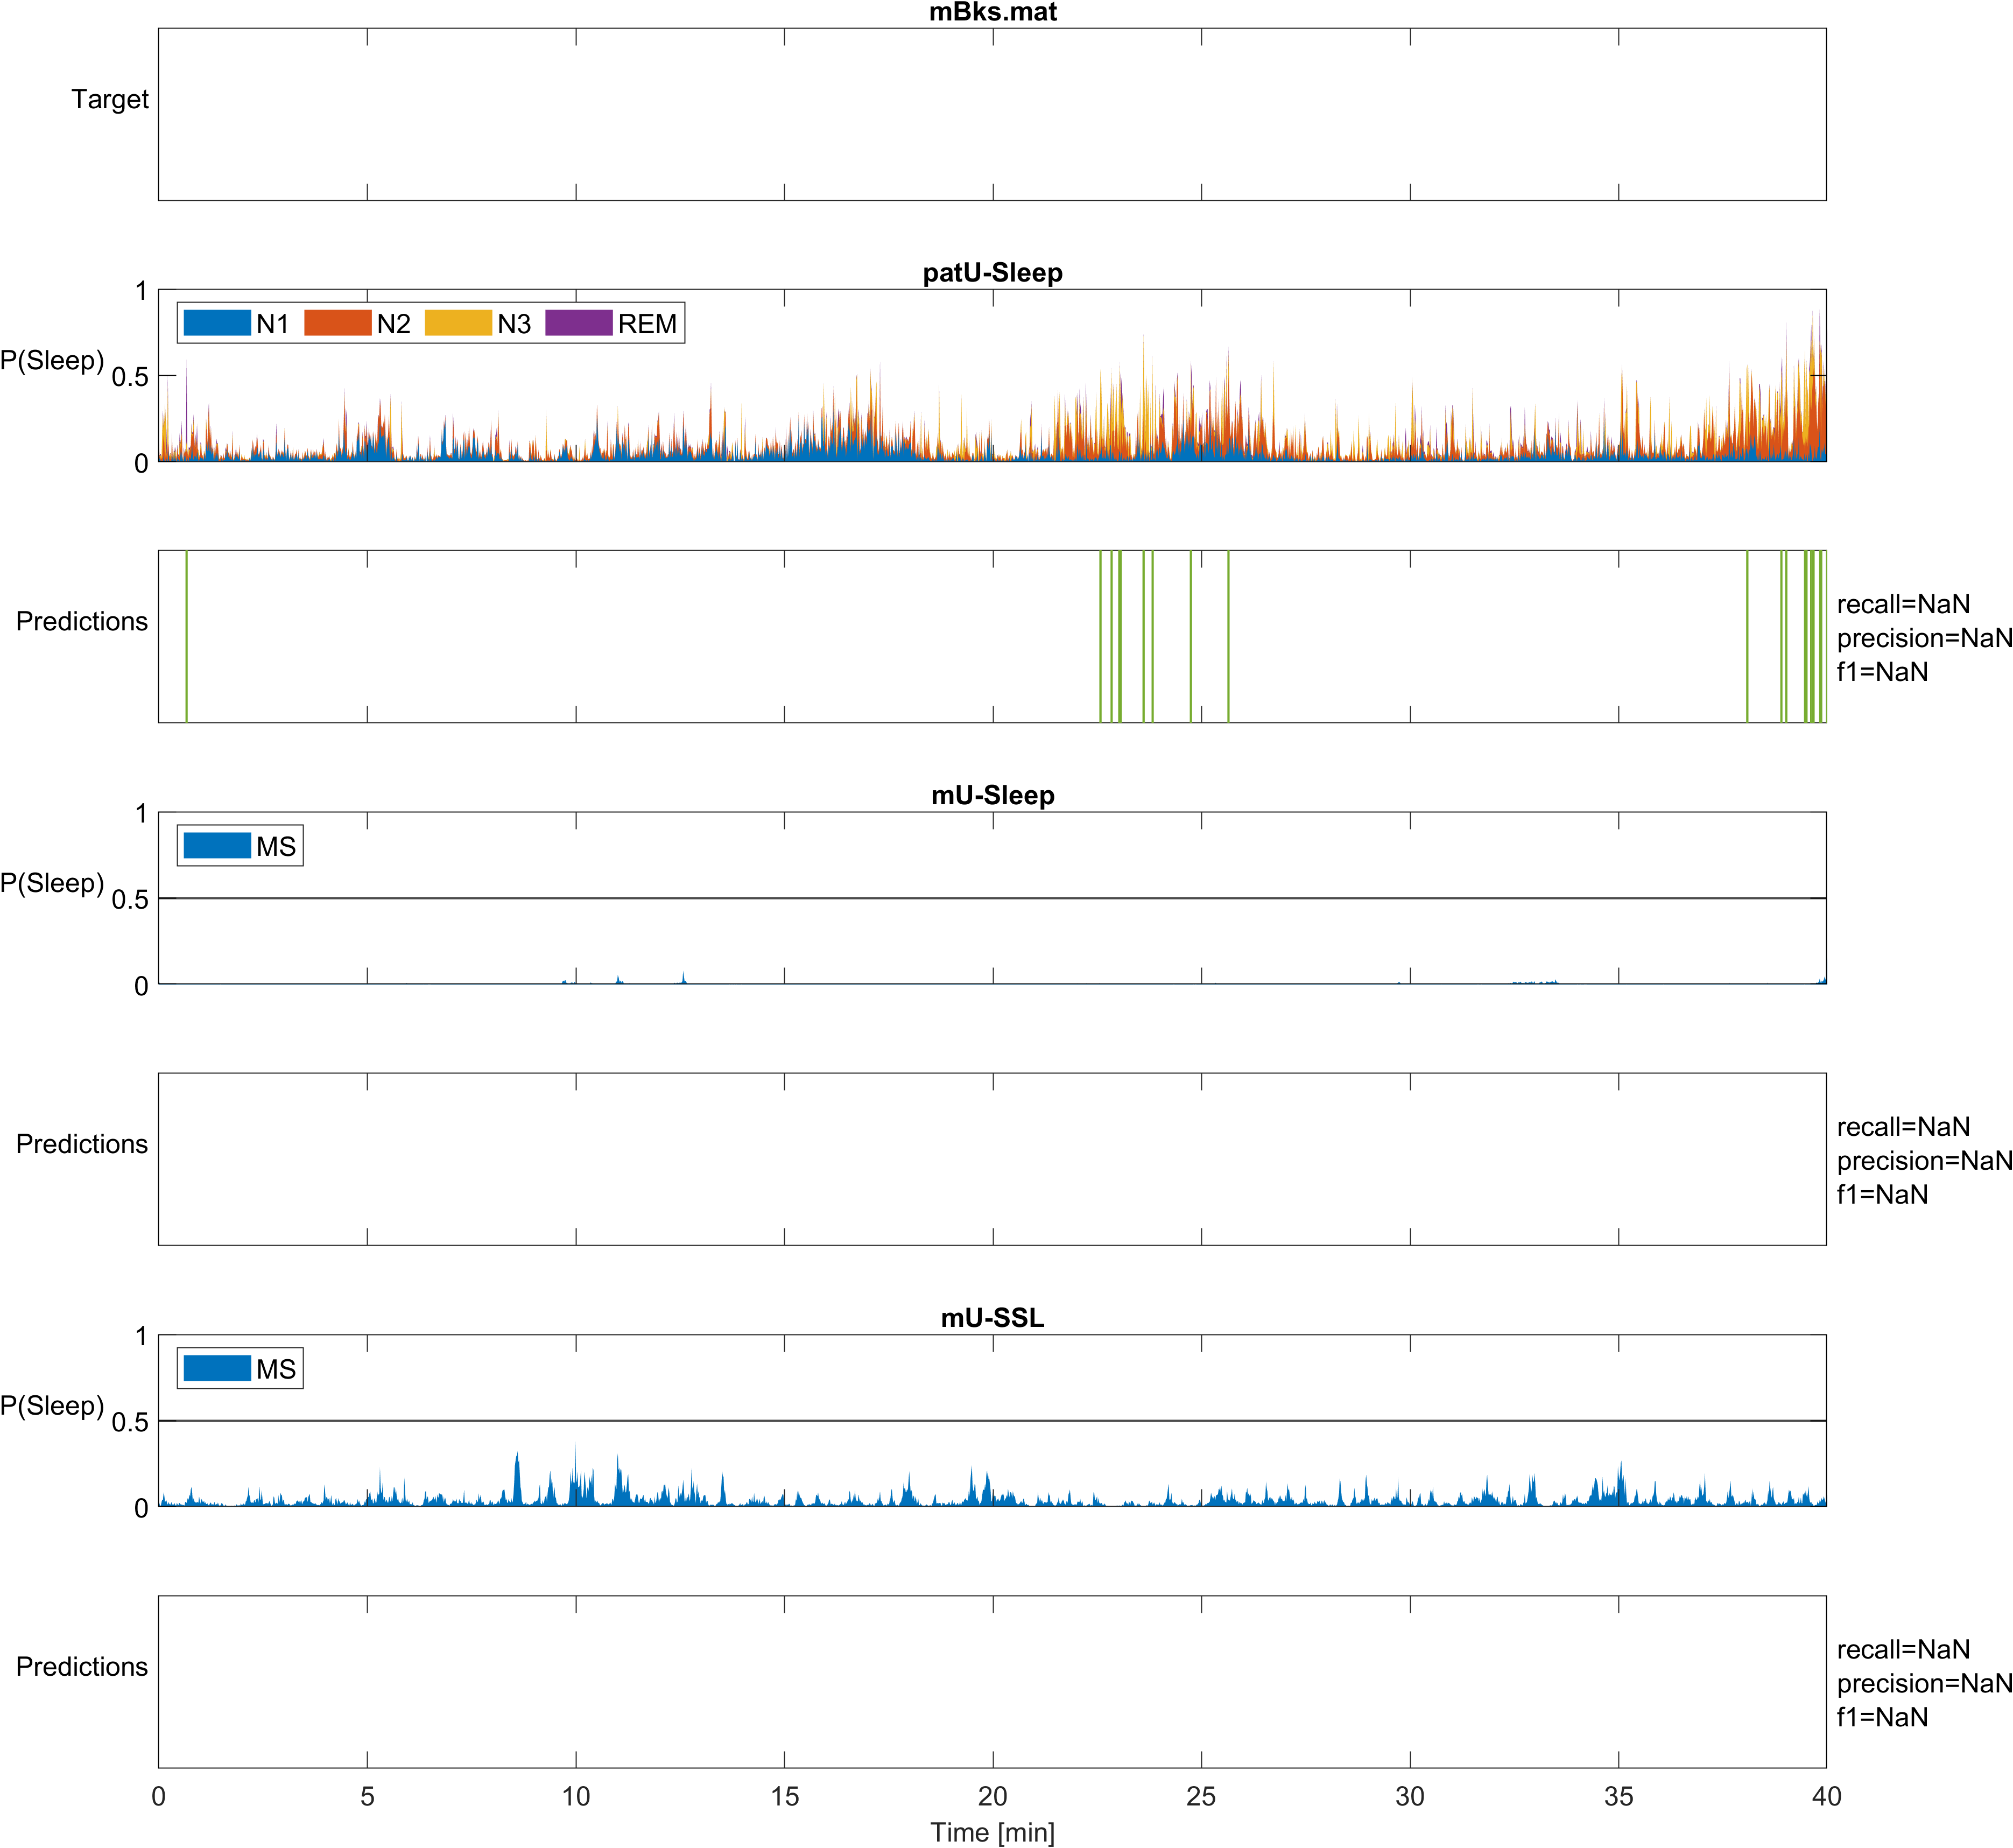 mBks.mat
Target
patU-Sleep
1
N1 N2 N3 REM
P(Sleep) 0.5
0
Predictions
recall=NaN
precision=NaN
f1=NaN
mU-Sleep
1
MS
P(Sleep) 0.5
0
Predictions
recall=NaN
precision=NaN
f1=NaN
mU-SSL
1
MS
P(Sleep) 0.5
0
Predictions
recall=NaN
precision=NaN
f1=NaN
0 5 10 15 20 25 30 35 40
Time [min]